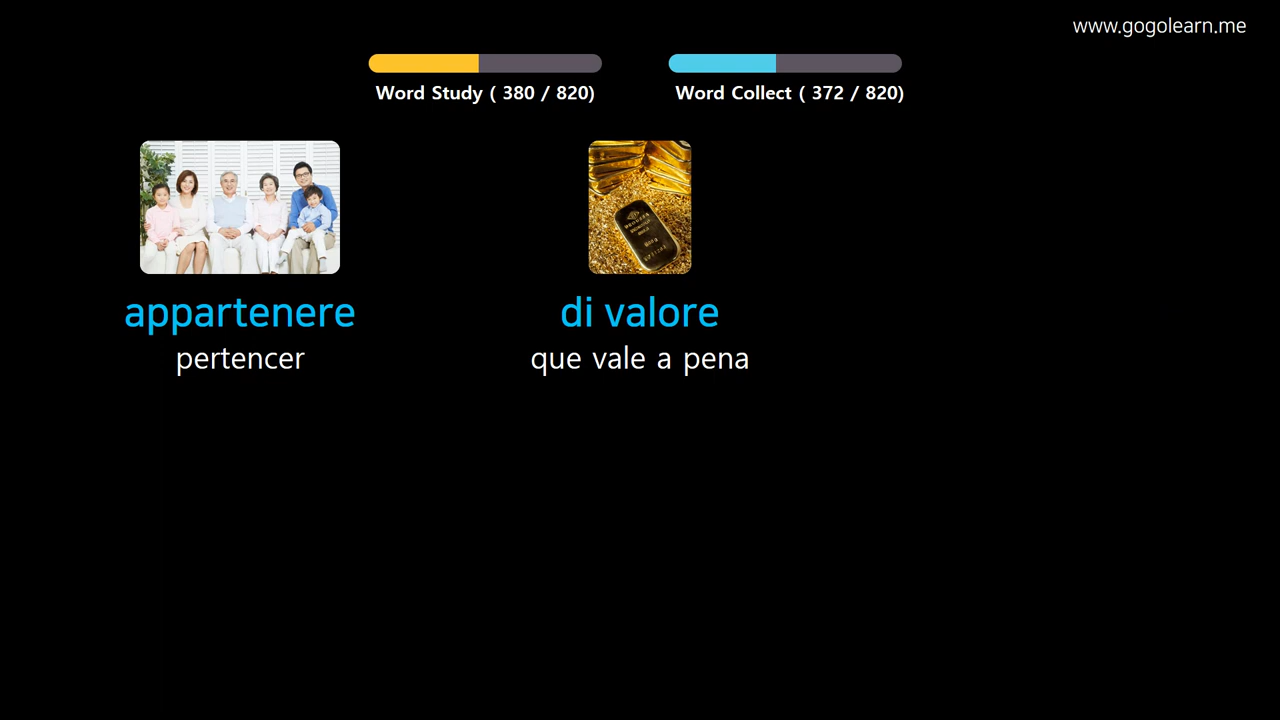 www.gogolearn.me
Word Study ( 380 / 820)
Word Collect ( 372 / 820)
appartenere
di valore
pertencer
que vale a pena